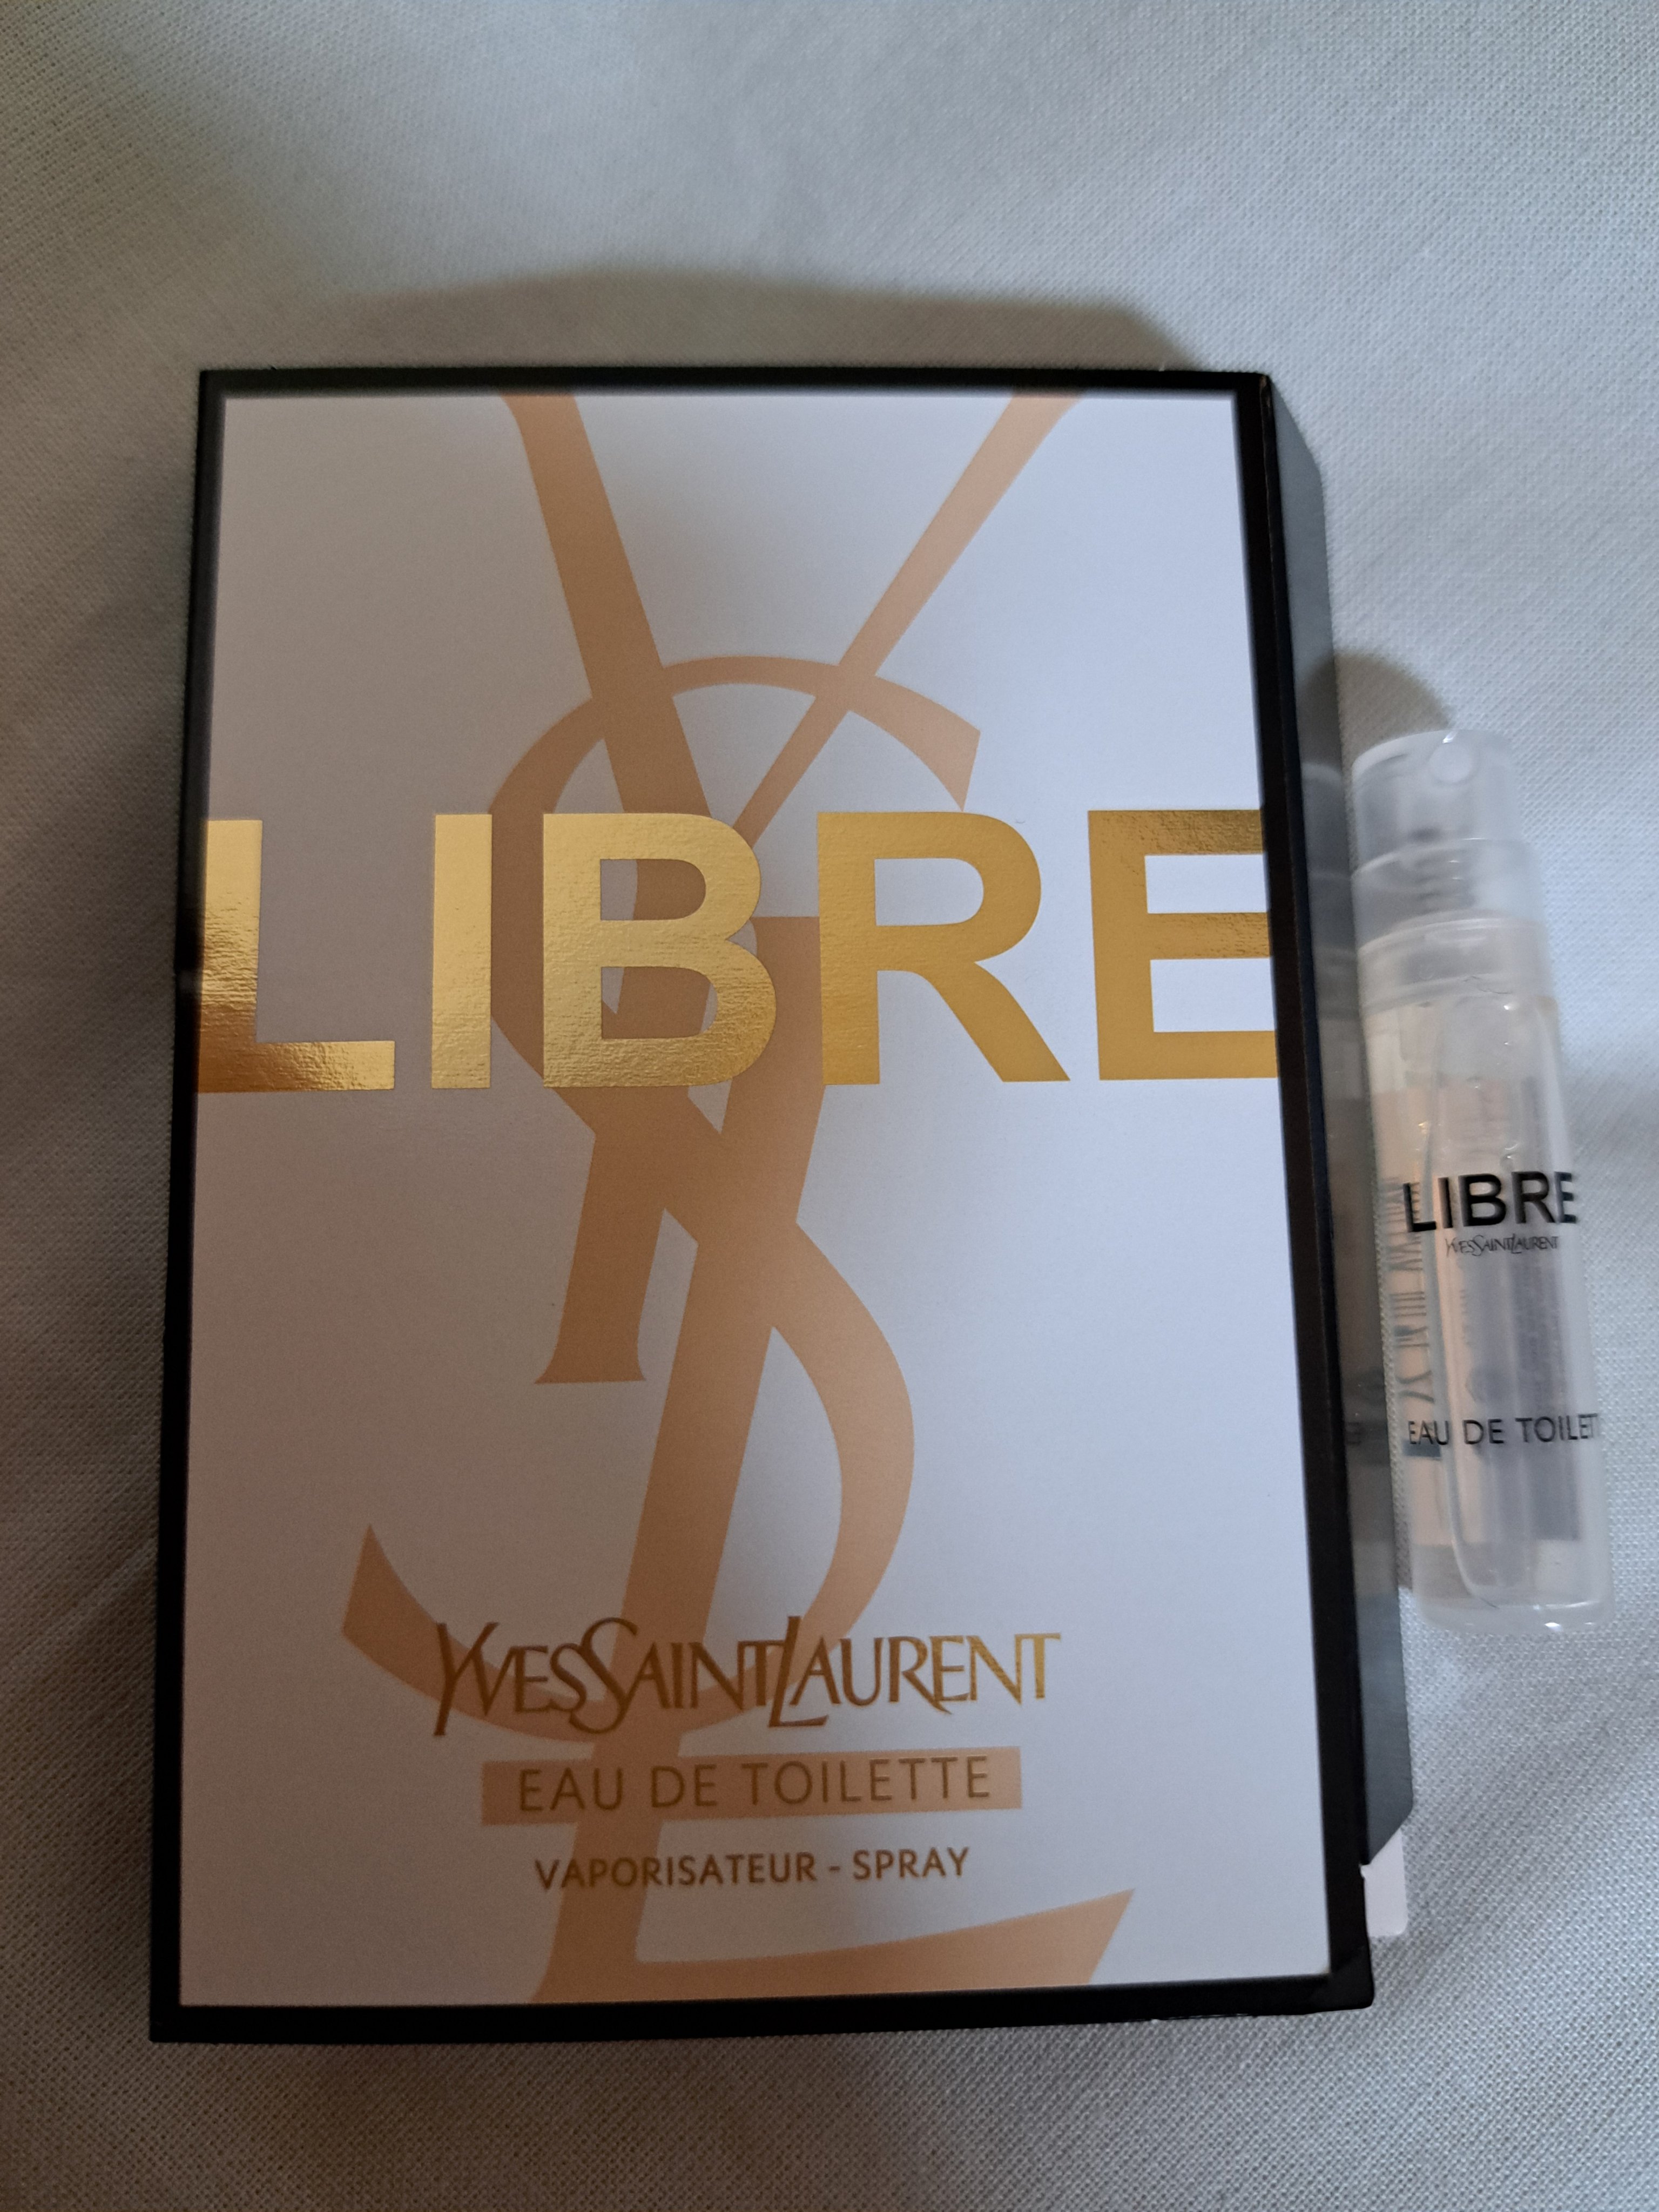 LIBRE
YVESSAINTLAURENT
EAU DE TOILETTE
VAPORISATEUR - SPRAY
LIBRE
YVESSAINTLAURENT
EAU DE TOILETT